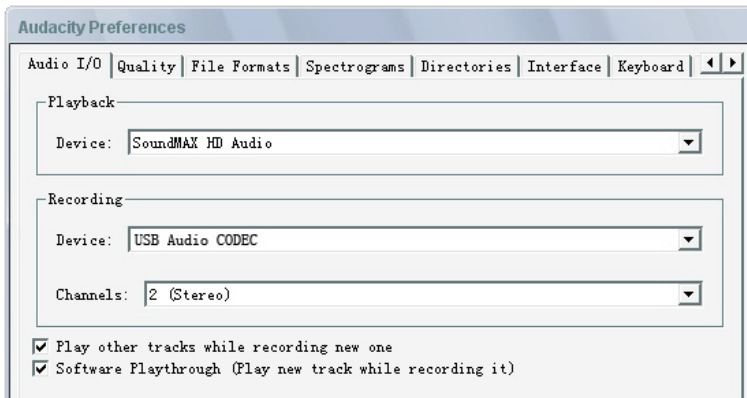 Audacity Preferences
Audio I/O Quality File Formats Spectrograms Directories Interface Keyboard
Playback
Device: SoundMAX HD Audio
Recording
Device: USB Audio CODEC
Channels: 2 (Stereo)
Play other tracks while recording new one
Software Playthrough (Play new track while recording it)